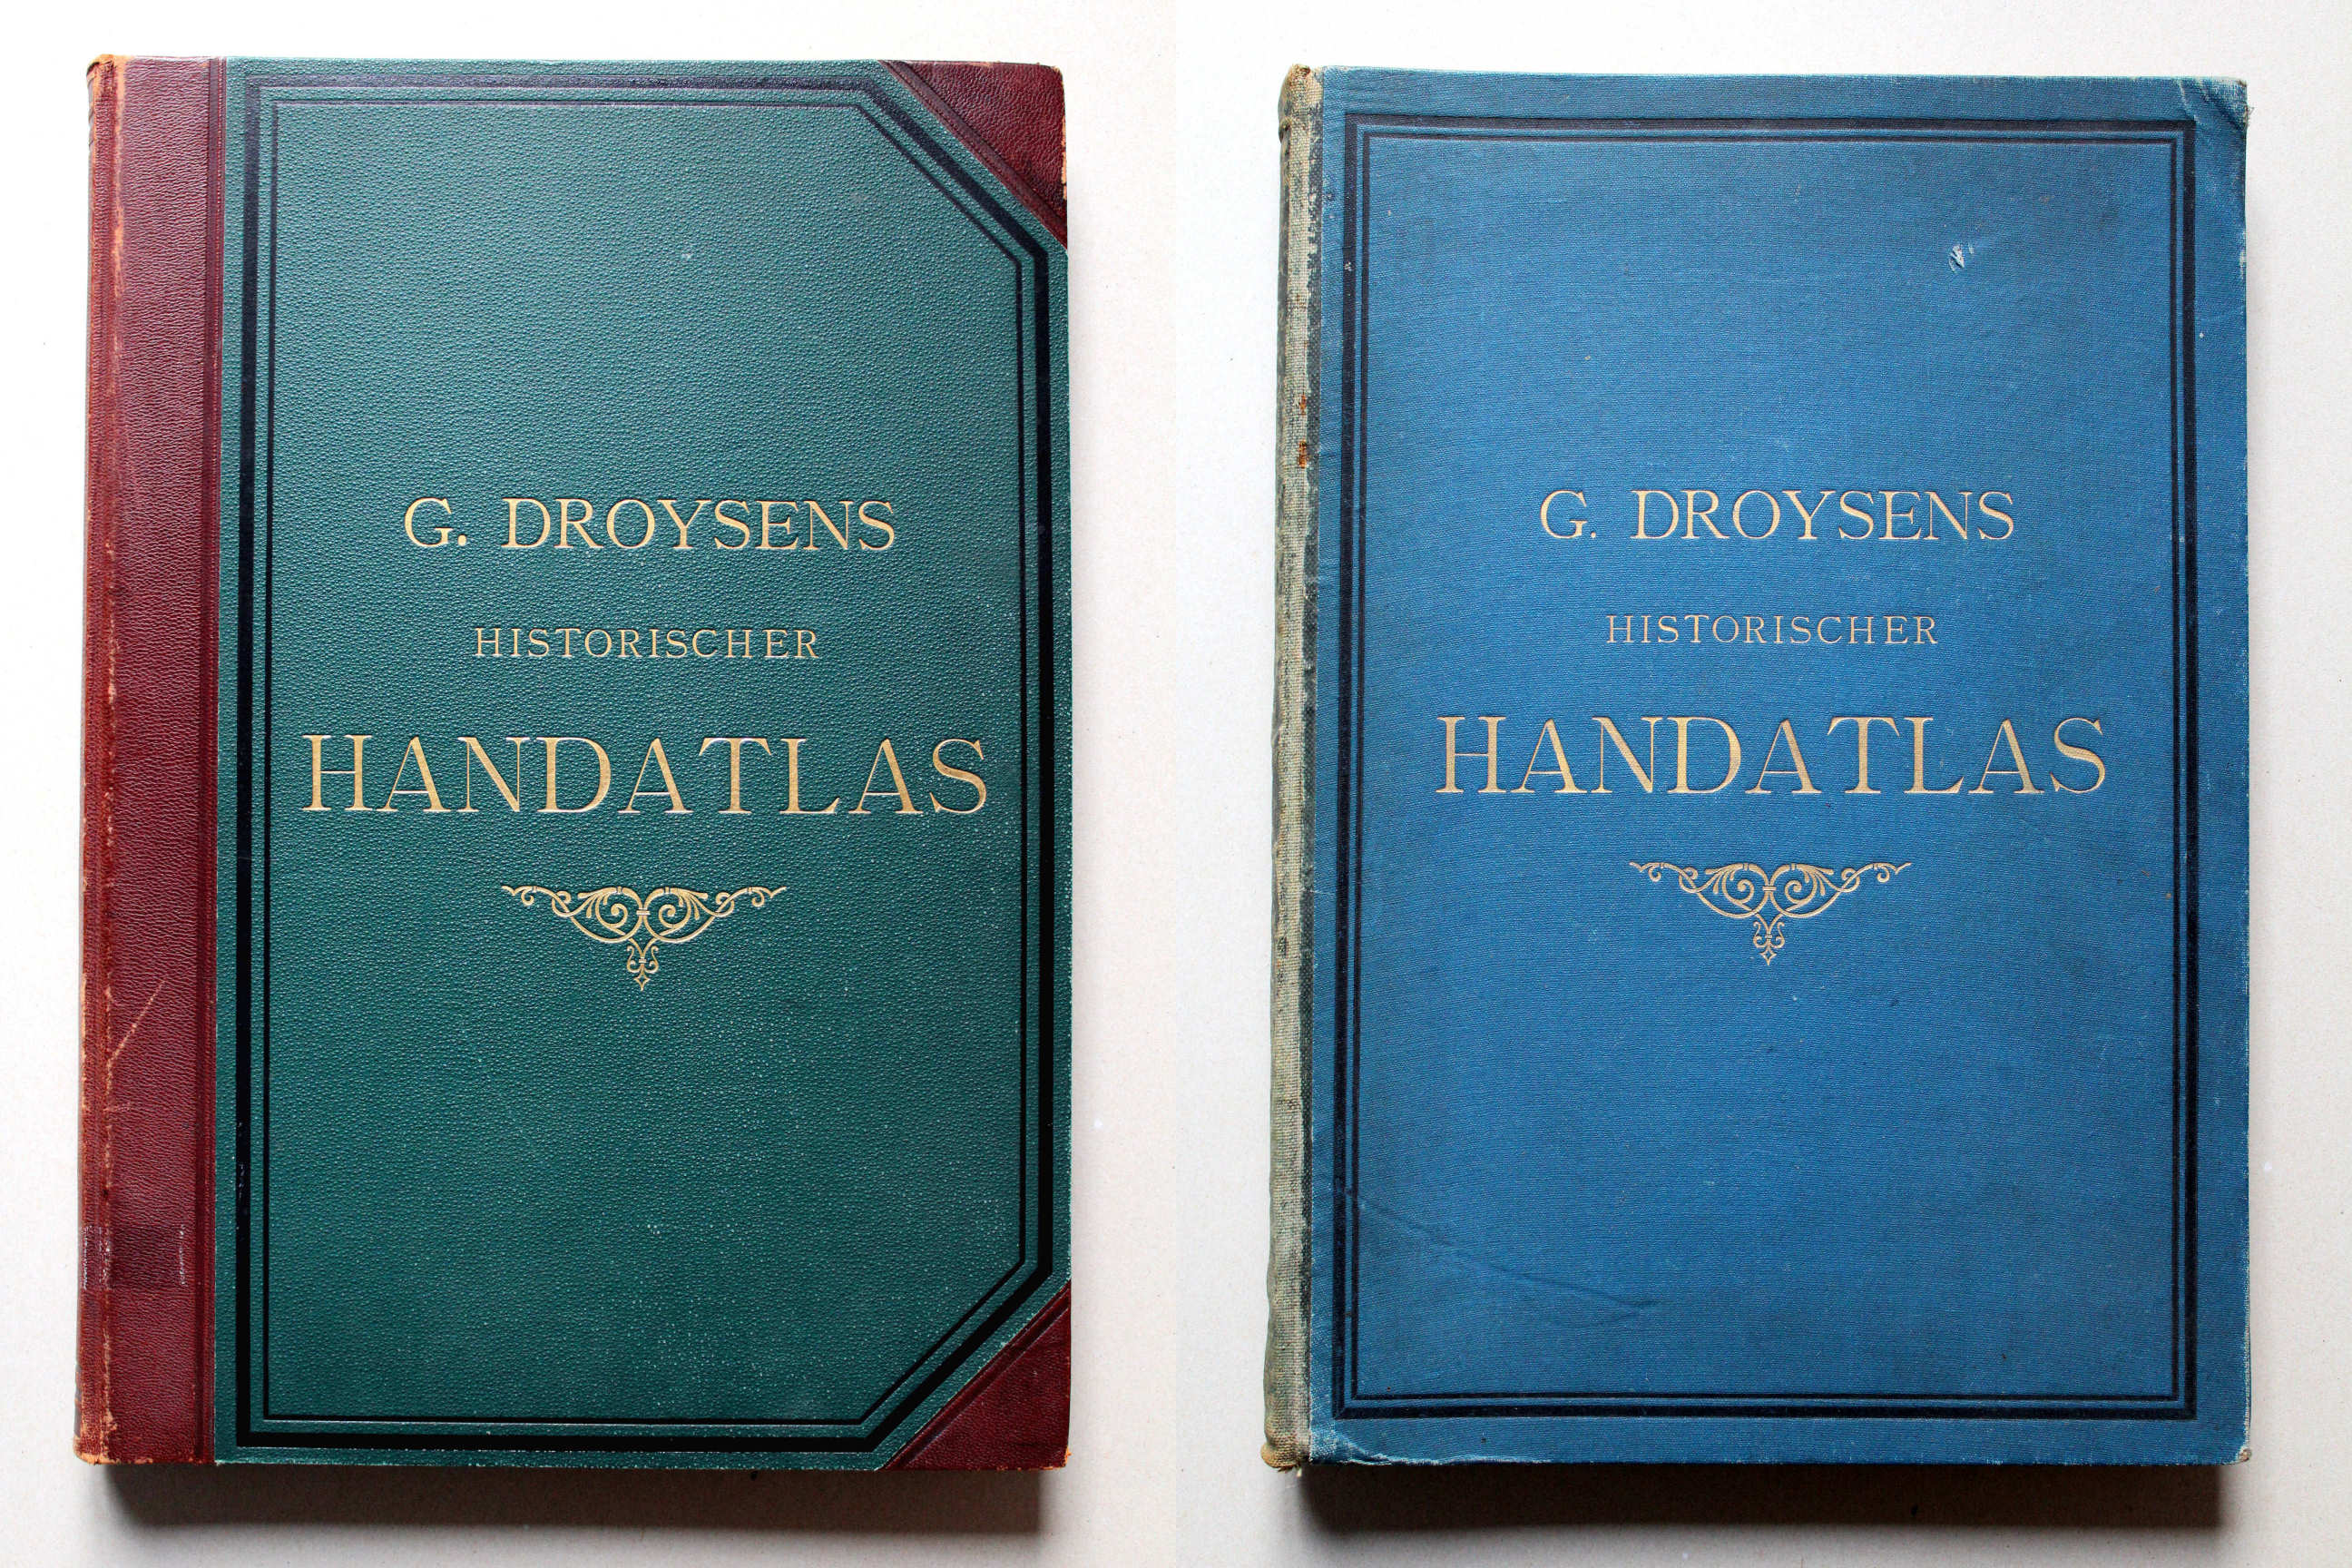 G. DROYSENS
HISTORISCHER
HANDATLAS
G. DROYSENS
HISTORISCHER
HANDATLAS